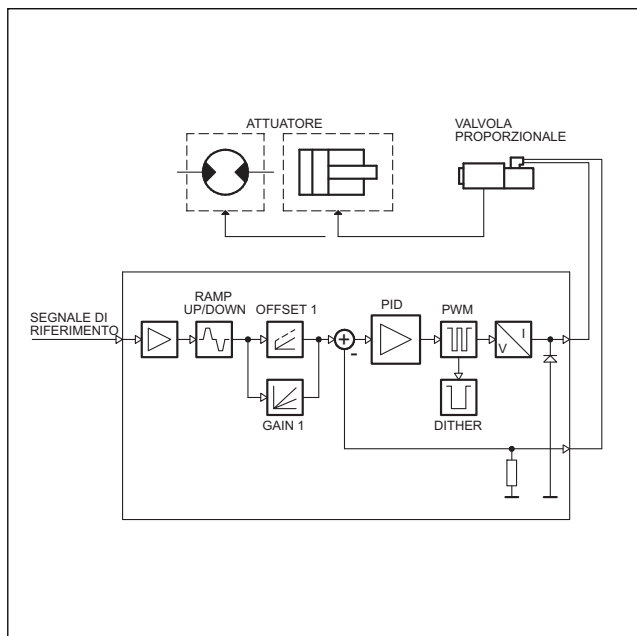 ATTUATORE
VALVOLA
PROPORZIONALE
SEGNALE DI
RIFERIMENTO
RAMP
UP/DOWN
OFFSET 1
GAIN 1
-
PID
PWM
DITHER
V
I